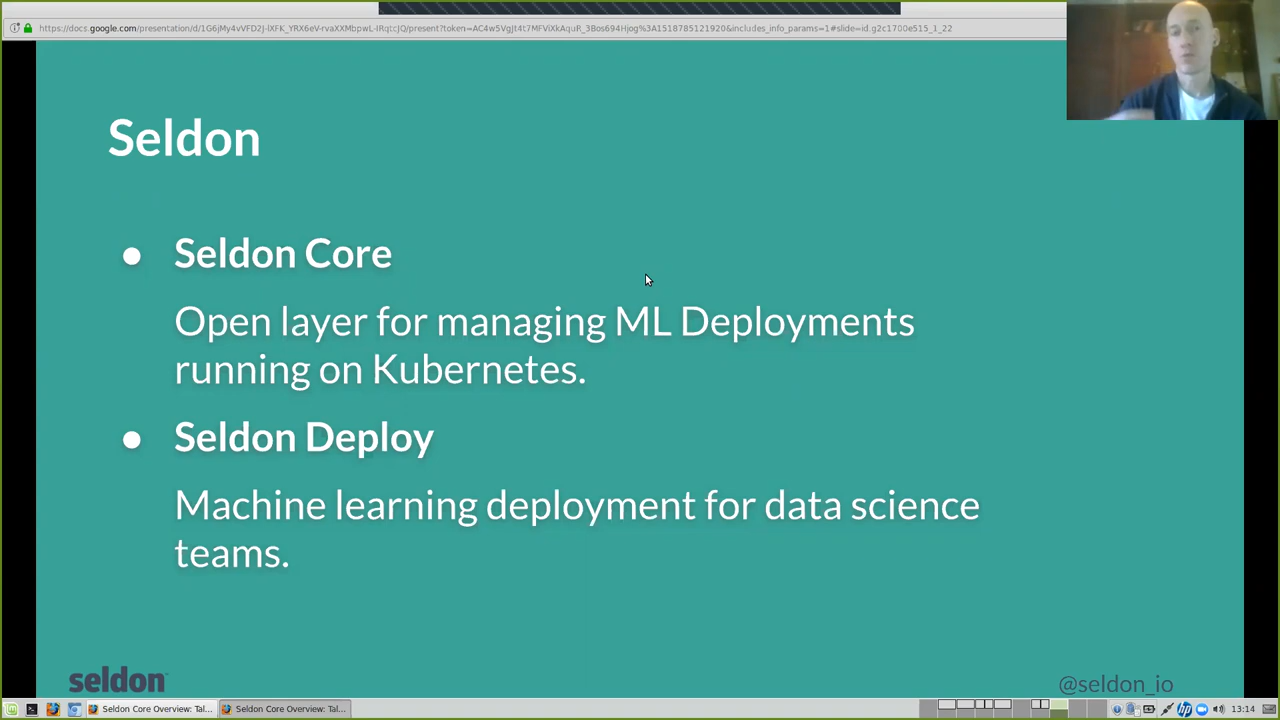 Seldon
Seldon Core
Open layer for managing ML Deployments
running on Kubernetes.
Seldon Deploy
Machine learning deployment for data science
teams.
seldon
@seldon_io
Seldon Core Overview: Tal...
Seldon Core Overview: Tal...
13:14